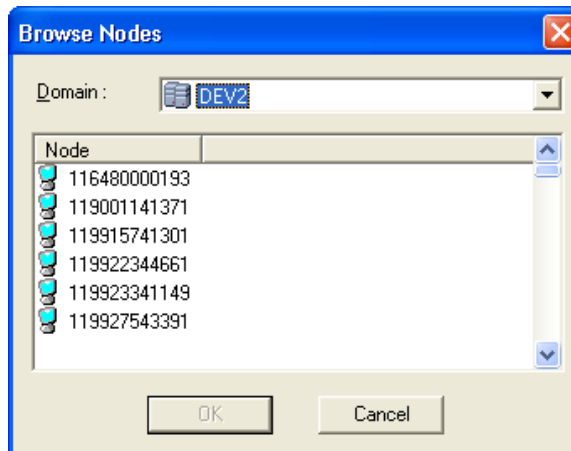 Browse Nodes
Domain :
DEV2
Node
116480000193
119001141371
119915741301
119922344661
119923341149
119927543391
OK
Cancel